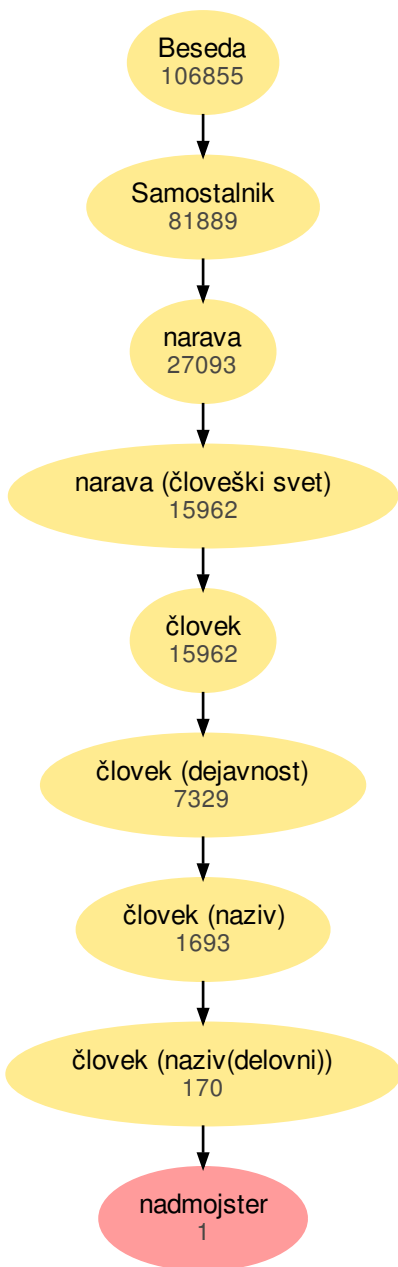 Beseda
106855
Samostalnik
81889
narava
27093
narava (človeški svet)
15962
človek
15962
človek (dejavnost)
7329
človek (naziv)
1693
človek (naziv(delovni))
170
nadmojster
1